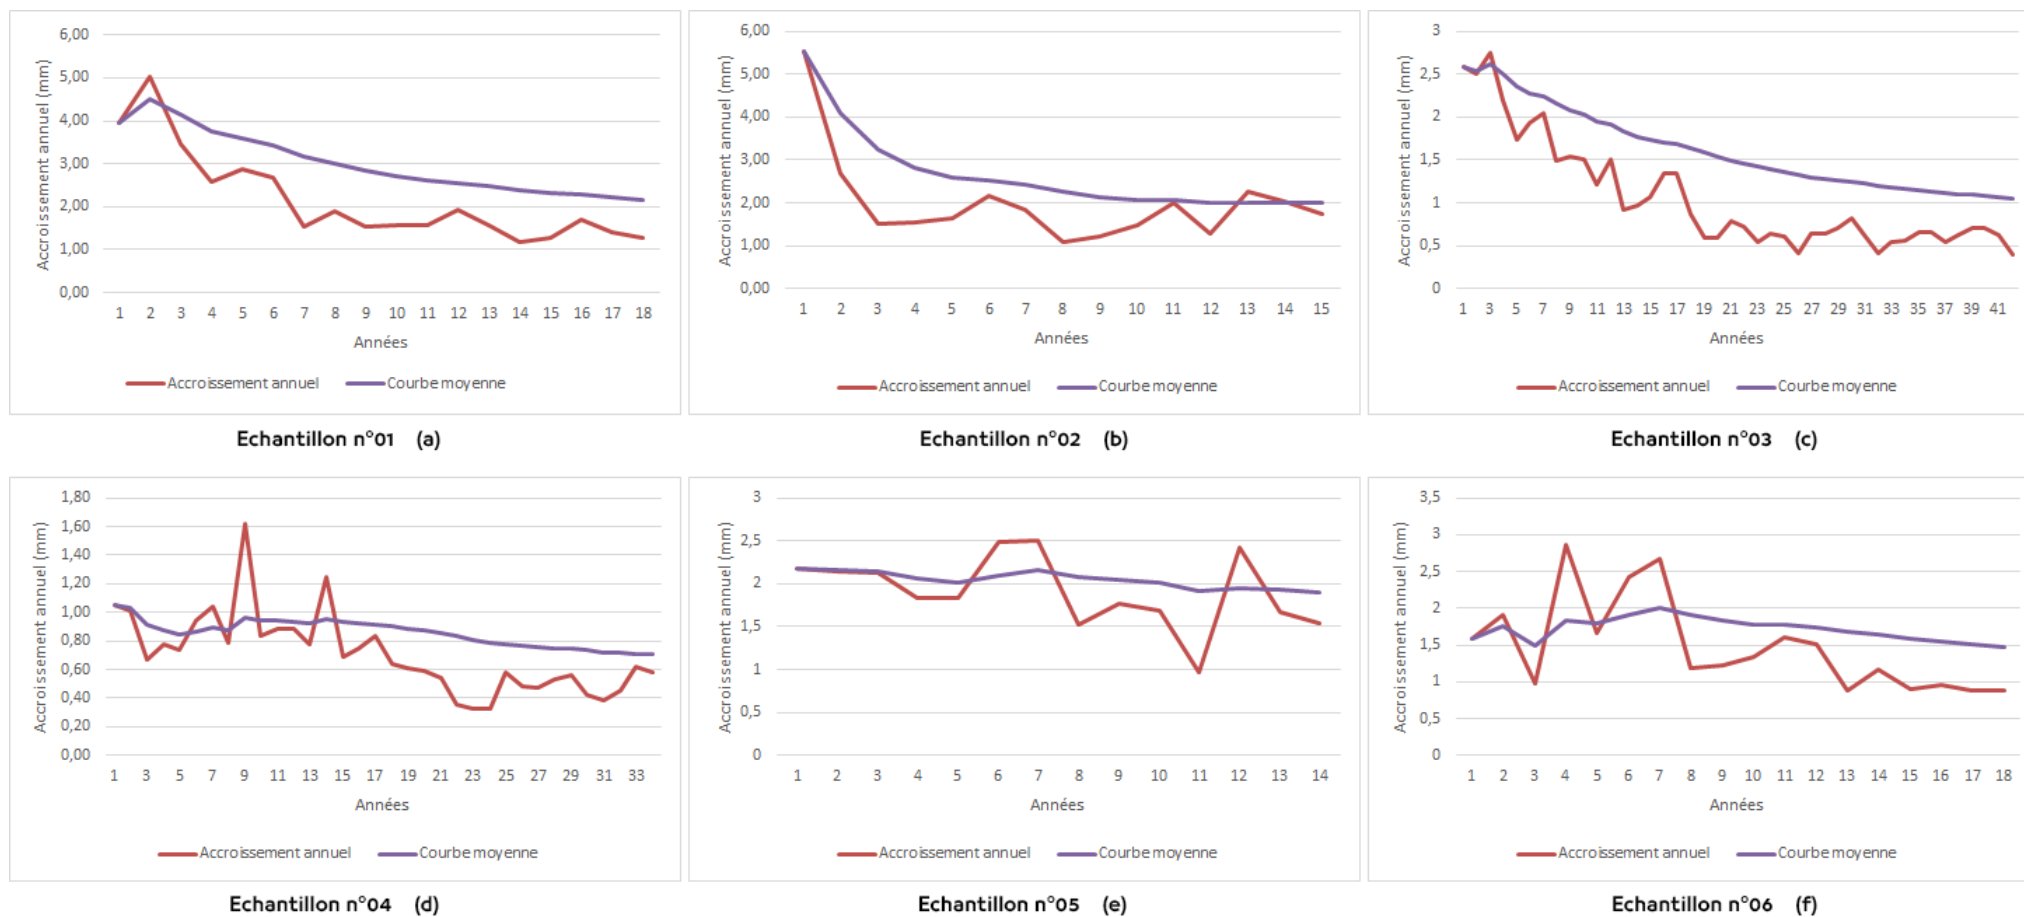 6,00
5,00
4,00
3,00
2,00
1,00
0,00
Accroissement annuel (mm)
1 2 3 4 5 6 7 8 9 10 11 12 13 14 15 16 17 18
Années
Accroissement annuel Courbe moyenne
Echantillon n°01 (a)
6,00
5,00
4,00
3,00
2,00
1,00
0,00
Accroissement annuel (mm)
1 2 3 4 5 6 7 8 9 10 11 12 13 14 15
Années
Accroissement annuel Courbe moyenne
Echantillon n°02 (b)
3
2,5
2
1,5
1
0,5
0
Accroissement annuel (mm)
1 3 5 7 9 11 13 15 17 19 21 23 25 27 29 31 33 35 37 39 41
Années
Accroissement annuel Courbe moyenne
Echantillon n°03 (c)
1,80
1,60
1,40
1,20
1,00
0,80
0,60
0,40
0,20
0,00
Accroissement annuel (mm)
1 3 5 7 9 11 13 15 17 19 21 23 25 27 29 31 33
Années
Accroissement annuel Courbe moyenne
Echantillon n°04 (d)
3
2,5
2
1,5
1
0,5
0
Accroissement annuel (mm)
1 2 3 4 5 6 7 8 9 10 11 12 13 14
Années
Accroissement annuel Courbe moyenne
Echantillon n°05 (e)
3,5
3
2,5
2
1,5
1
0,5
0
Accroissement annuel (mm)
1 2 3 4 5 6 7 8 9 10 11 12 13 14 15 16 17 18
Années
Accroissement annuel Courbe moyenne
Echantillon n°06 (f)